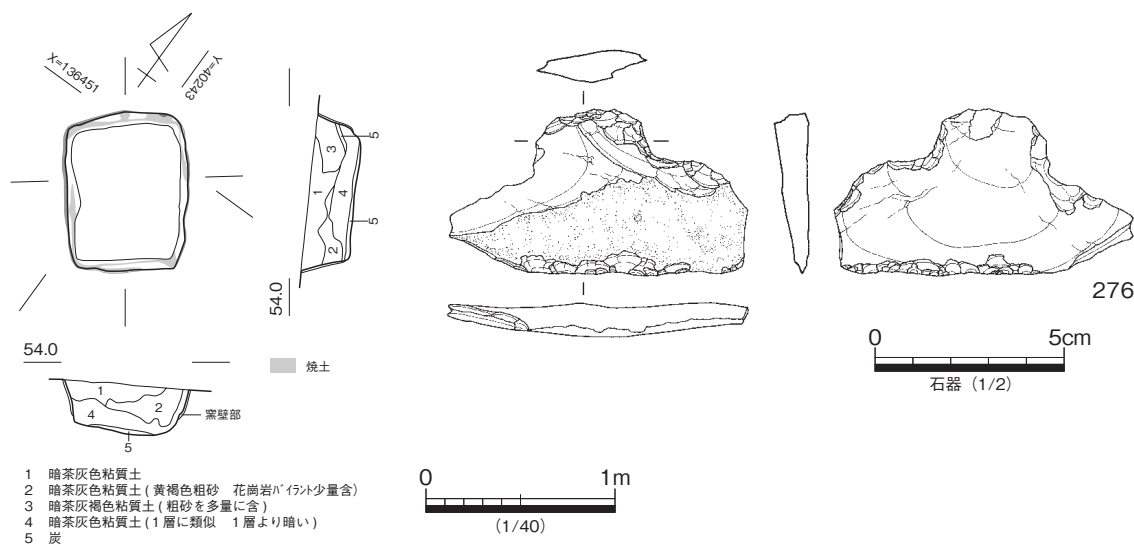 X=136451
Y=40243
5
3
1
4
5
2
54.0
54.0
焼土
1
2
4
窯壁部
5
276
0 5cm
石器（1/2）
1 暗茶灰色粘質土
2 暗茶灰色粘質土(黄褐色粗砂 花崗岩ﾊﾞｲﾗﾝﾄ少量含)
3 暗茶灰褐色粘質土(粗砂を多量に含)
4 暗茶灰色粘質土(１層に類似 １層より暗い)
5 炭
0 1m
（1/40）